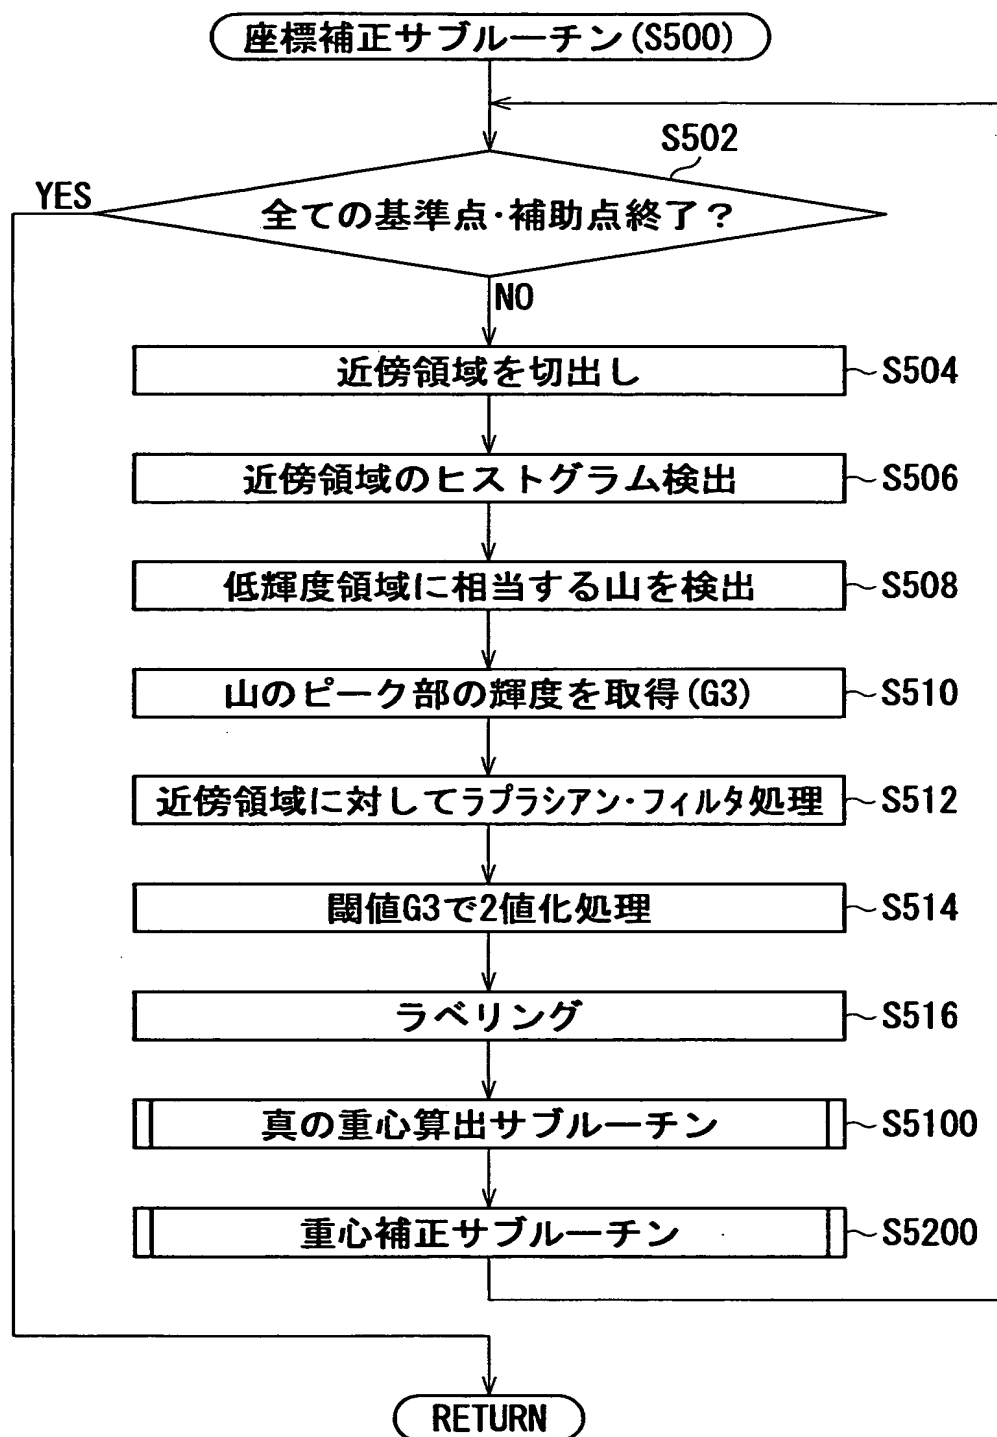 座標補正サブルーチン(S500)
S502
YES
全ての基準点·補助点終了?
NO
近傍領域を切出し
S504
近傍領域のヒストグラム検出
S506
低輝度領域に相当する山を検出
S508
山のピーク部の輝度を取得(G3)
S510
近傍領域に対してラプラシアン·フィルタ処理
S512
閾値G3で2値化処理
S514
ラベリング
S516
真の重心算出サブルーチン
S5100
重心補正サブルーチン
S5200
RETURN